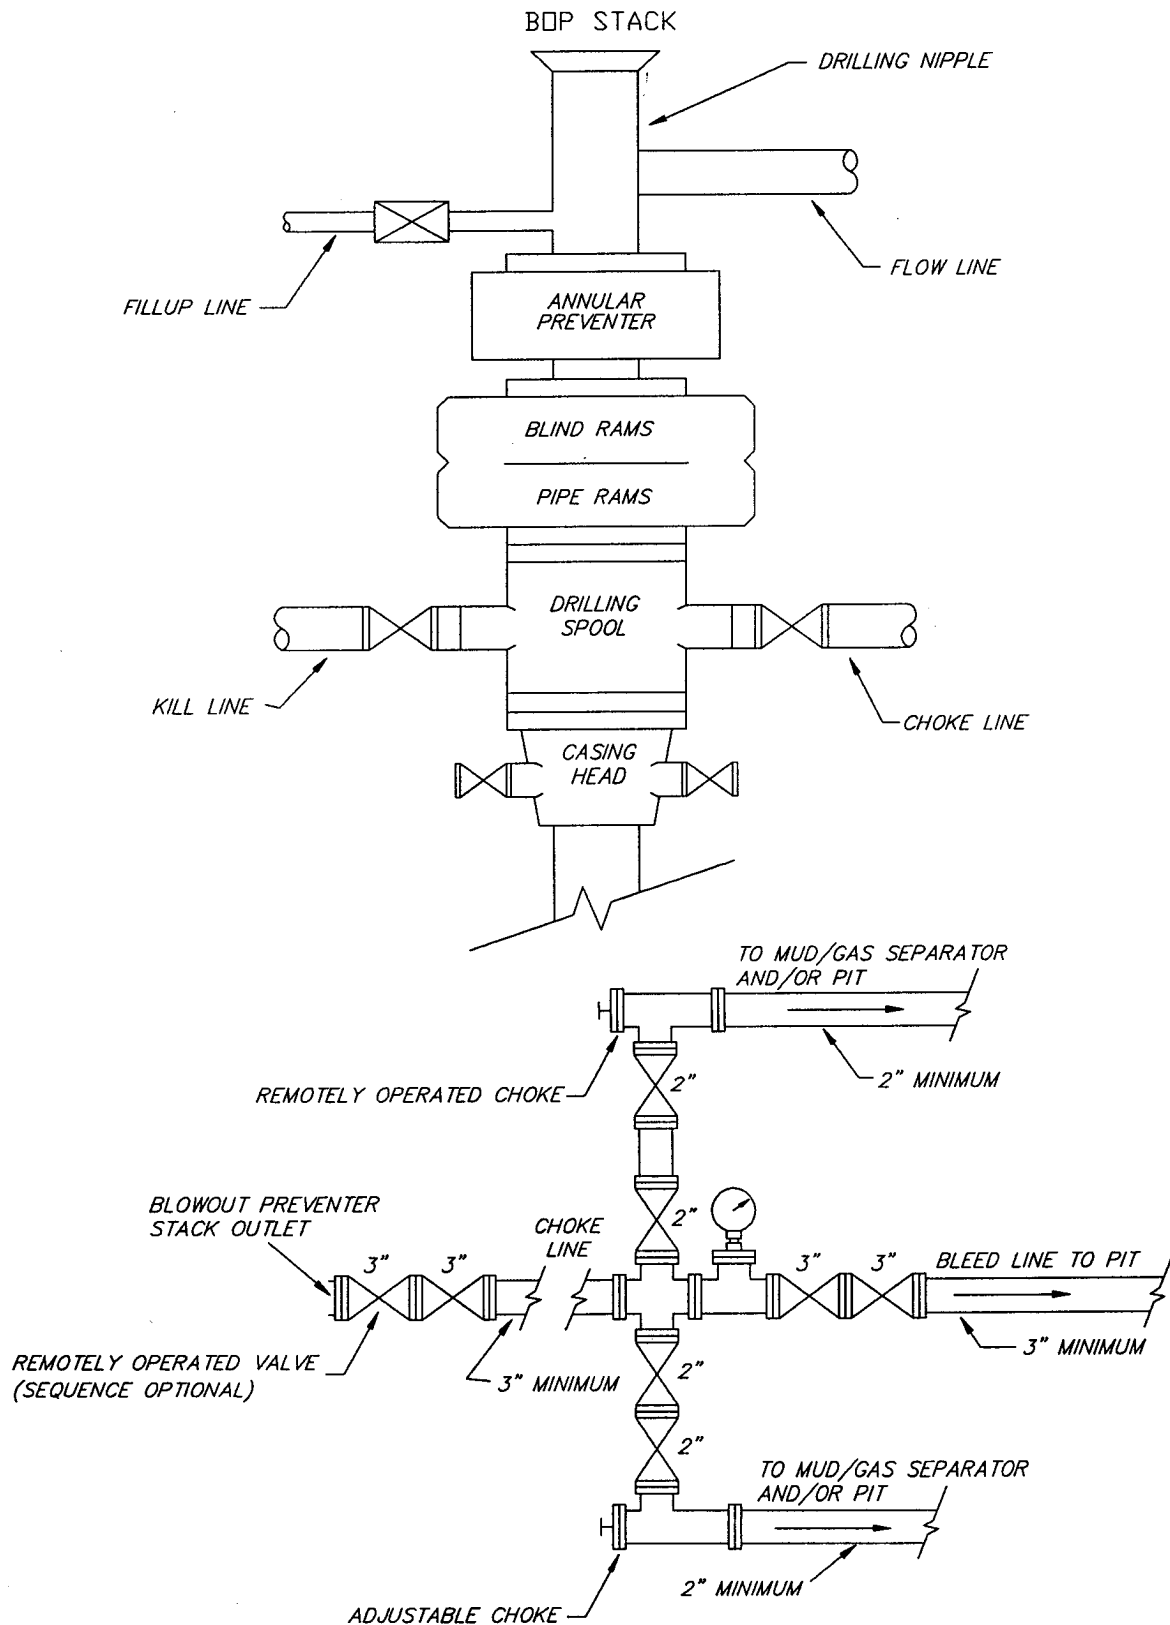 BOP STACK
DRILLING NIPPLE
FLOW LINE
FILLUP LINE
ANNULAR
PREVENTER
BLIND RAMS
PIPE RAMS
DRILLING
SPOOL
KILL LINE
CHOKE LINE
CASING
HEAD
TO MUD/GAS SEPARATOR
AND/OR PIT
2" MINIMUM
2"
REMOTELY OPERATED CHOKE
BLOWOUT PREVENTER
STACK OUTLET
2"
CHOKE
LINE
3"
3"
3"
3"
BLEED LINE TO PIT
3" MINIMUM
REMOTELY OPERATED VALVE
(SEQUENCE OPTIONAL)
3" MINIMUM
2"
2"
TO MUD/GAS SEPARATOR
AND/OR PIT
2" MINIMUM
ADJUSTABLE CHOKE